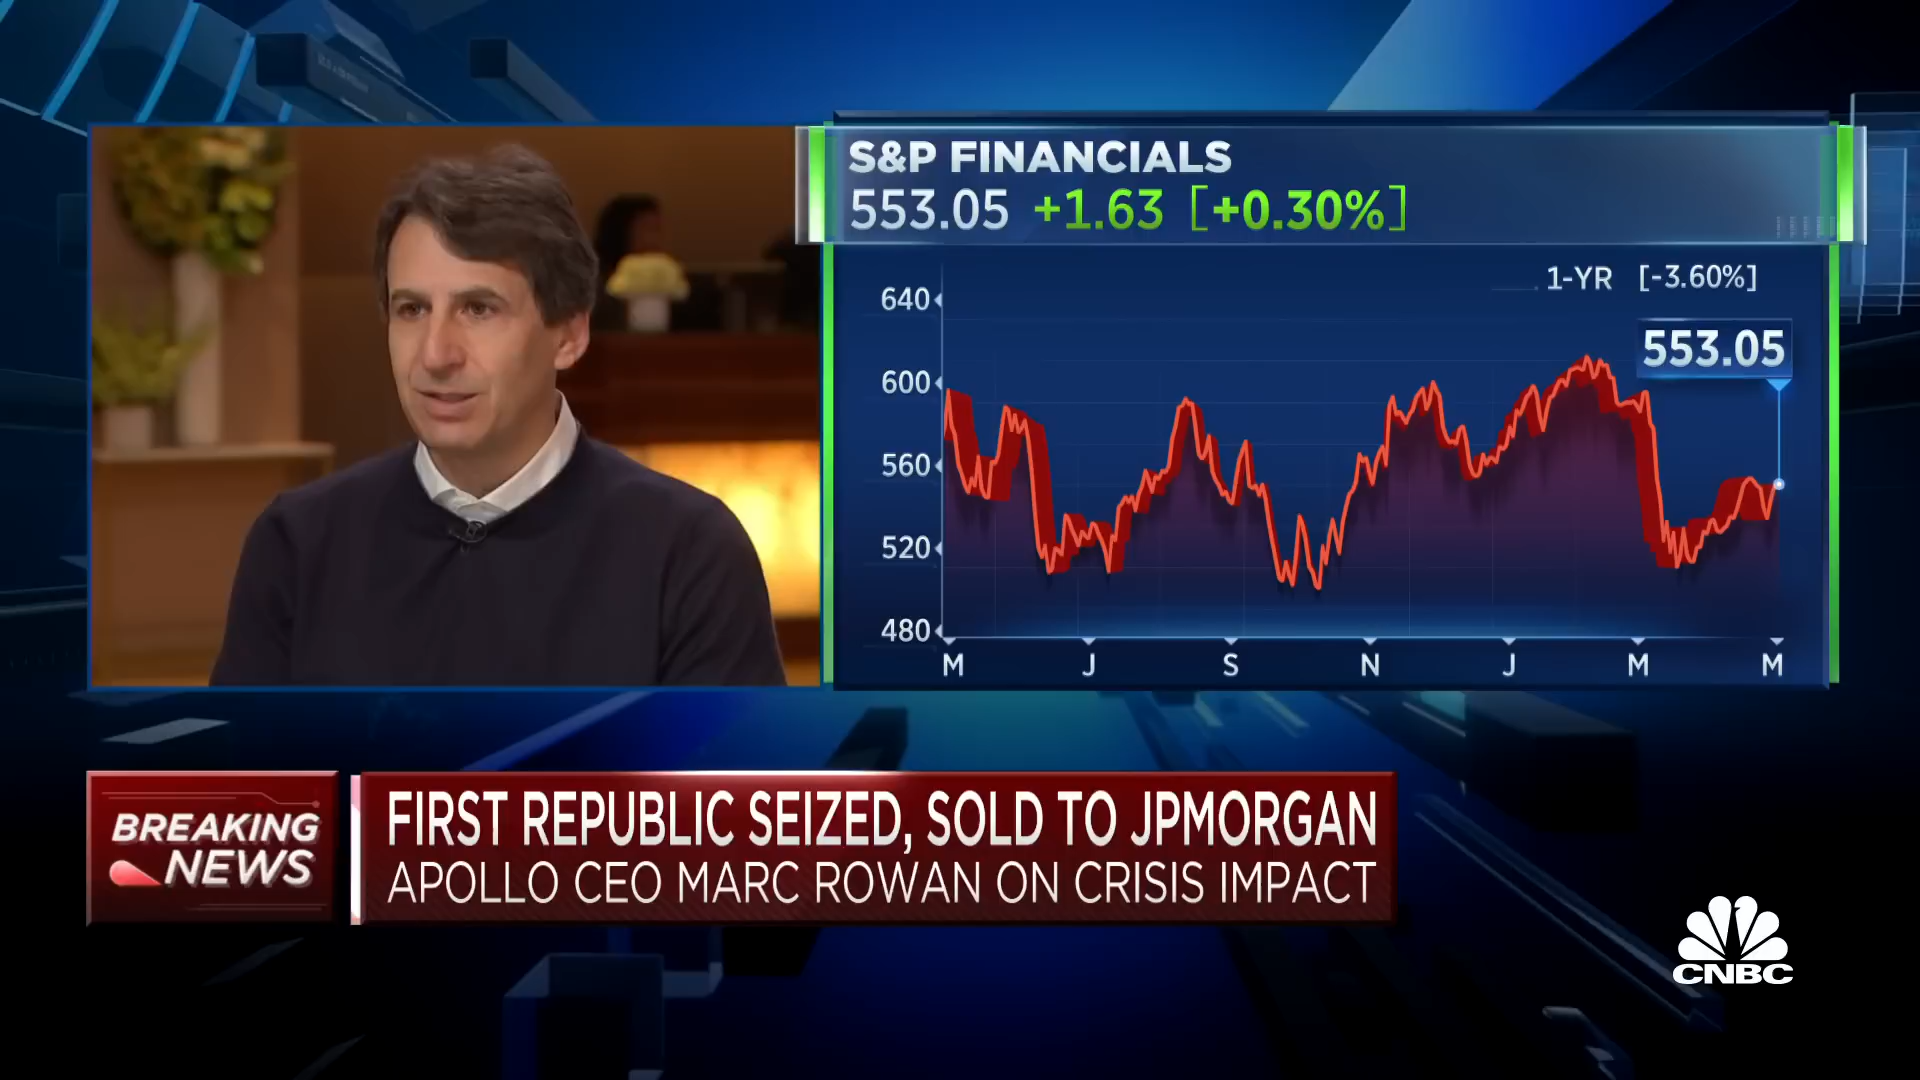 S&P FINANCIALS
553.05 +1.63 [+0.30%]
1-YR [-3.60%]
553.05
640
600
560
520
480
M J S N J M M
BREAKING
NEWS
FIRST REPUBLIC SEIZED, SOLD TO JPMORGAN
APOLLO CEO MARC ROWAN ON CRISIS IMPACT
CNBC